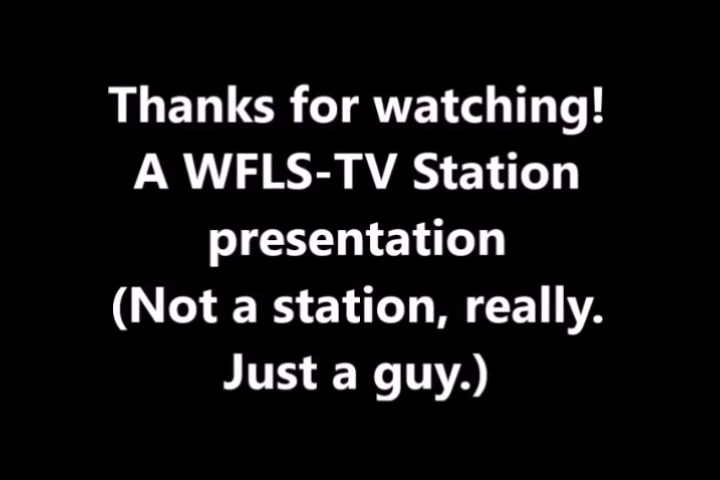 Thanks for watching!
A WFLS-TV Station
presentation
(Not a station, really.
Just a guy.)